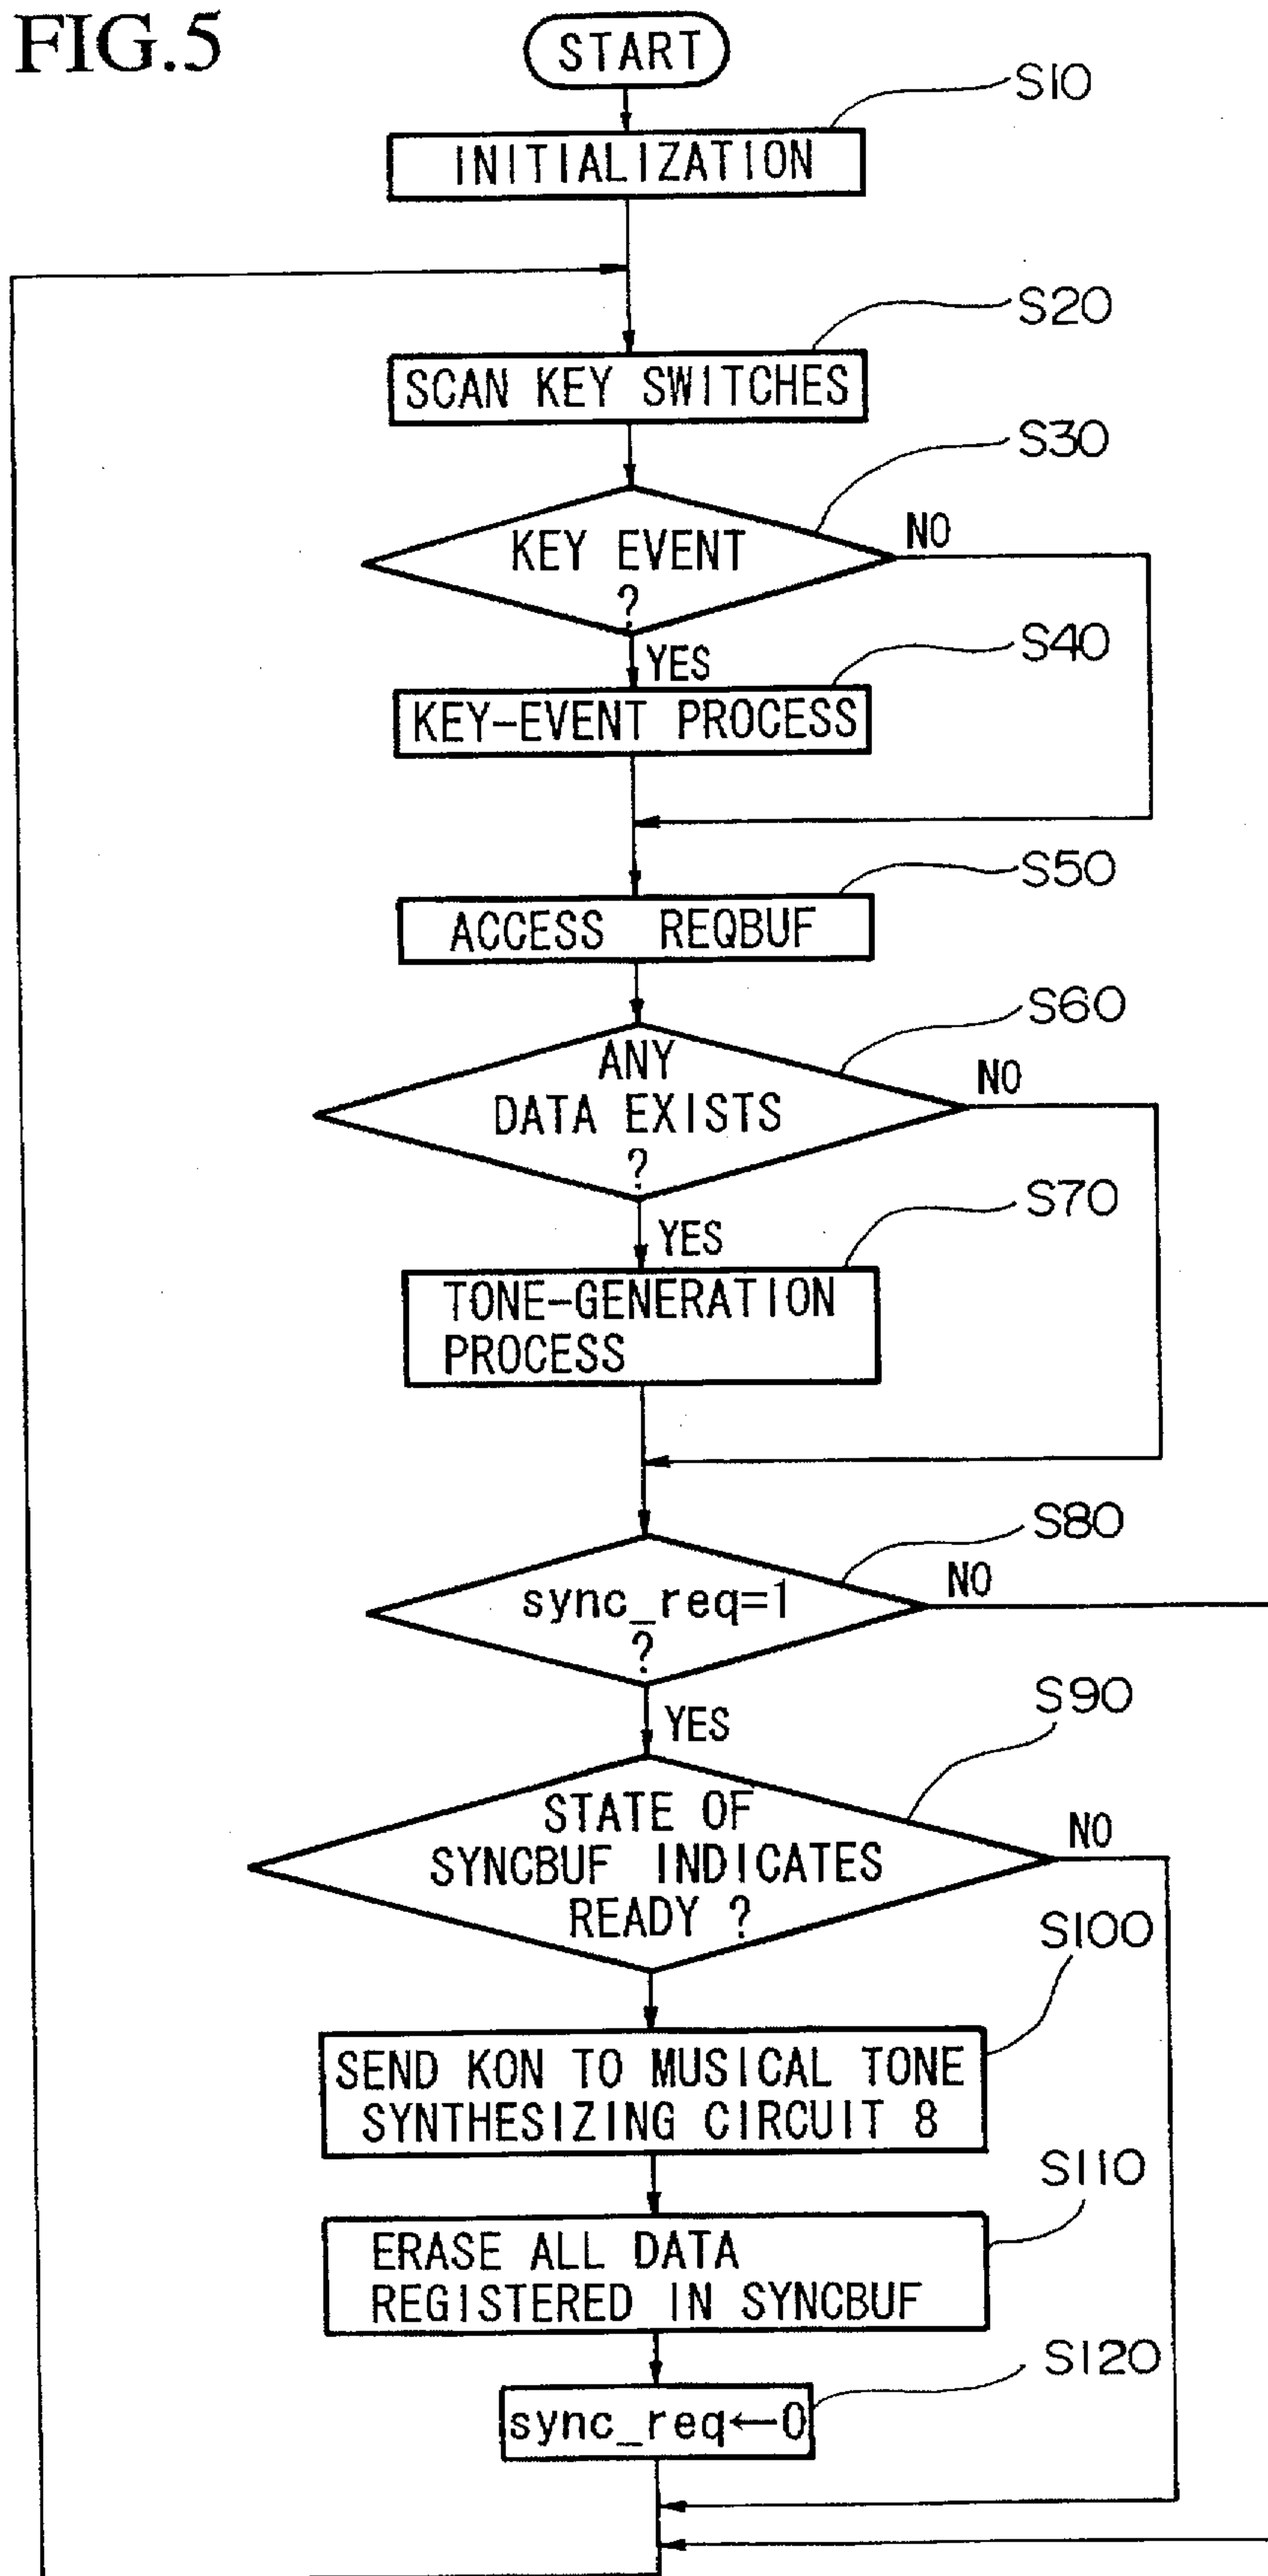 FIG.5
START
S10
INITIALIZATION
S20
SCAN KEY SWITCHES
S30
KEY EVENT
?
NO
YES
S40
KEY-EVENT PROCESS
S50
ACCESS REQBUF
S60
ANY
DATA EXISTS
?
NO
YES
S70
TONE-GENERATION
PROCESS
S80
sync_req=1
?
NO
YES
S90
STATE OF
SYNCBUF INDICATES
READY ?
NO
S100
SEND KON TO MUSICAL TONE
SYNTHESIZING CIRCUIT 8
S110
ERASE ALL DATA
REGISTERED IN SYNCBUF
S120
sync_req←0